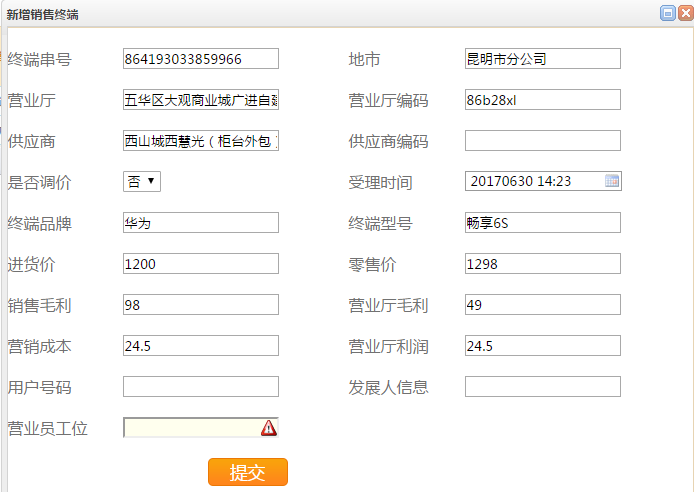 新增销售终端
终端串号 864193033859966 地市 昆明市分公司
营业厅 五华区大观商业城广进自 营业厅编码 86b28xl
供应商 西山城西慧光（柜台外包） 供应商编码
是否调价 否 受理时间 20170630 14:23
终端品牌 华为 终端型号 畅享6S
进货价 1200 零售价 1298
销售毛利 98 营业厅毛利 49
营销成本 24.5 营业厅利润 24.5
用户号码 发展人信息
营业员工位
提交